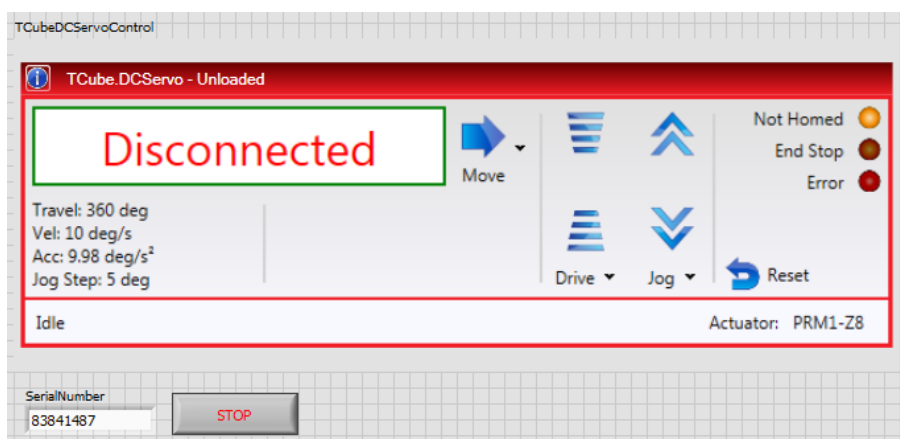 TCubeDCServoControl
TCube.DCServo - Unloaded
Disconnected
Move
Not Homed
End Stop
Error
Travel: 360 deg
Vel: 10 deg/s
Acc: 9.98 deg/s²
Jog Step: 5 deg
Drive
Jog
Reset
Idle
Actuator: PRM1-Z8
SerialNumber
83841487
STOP